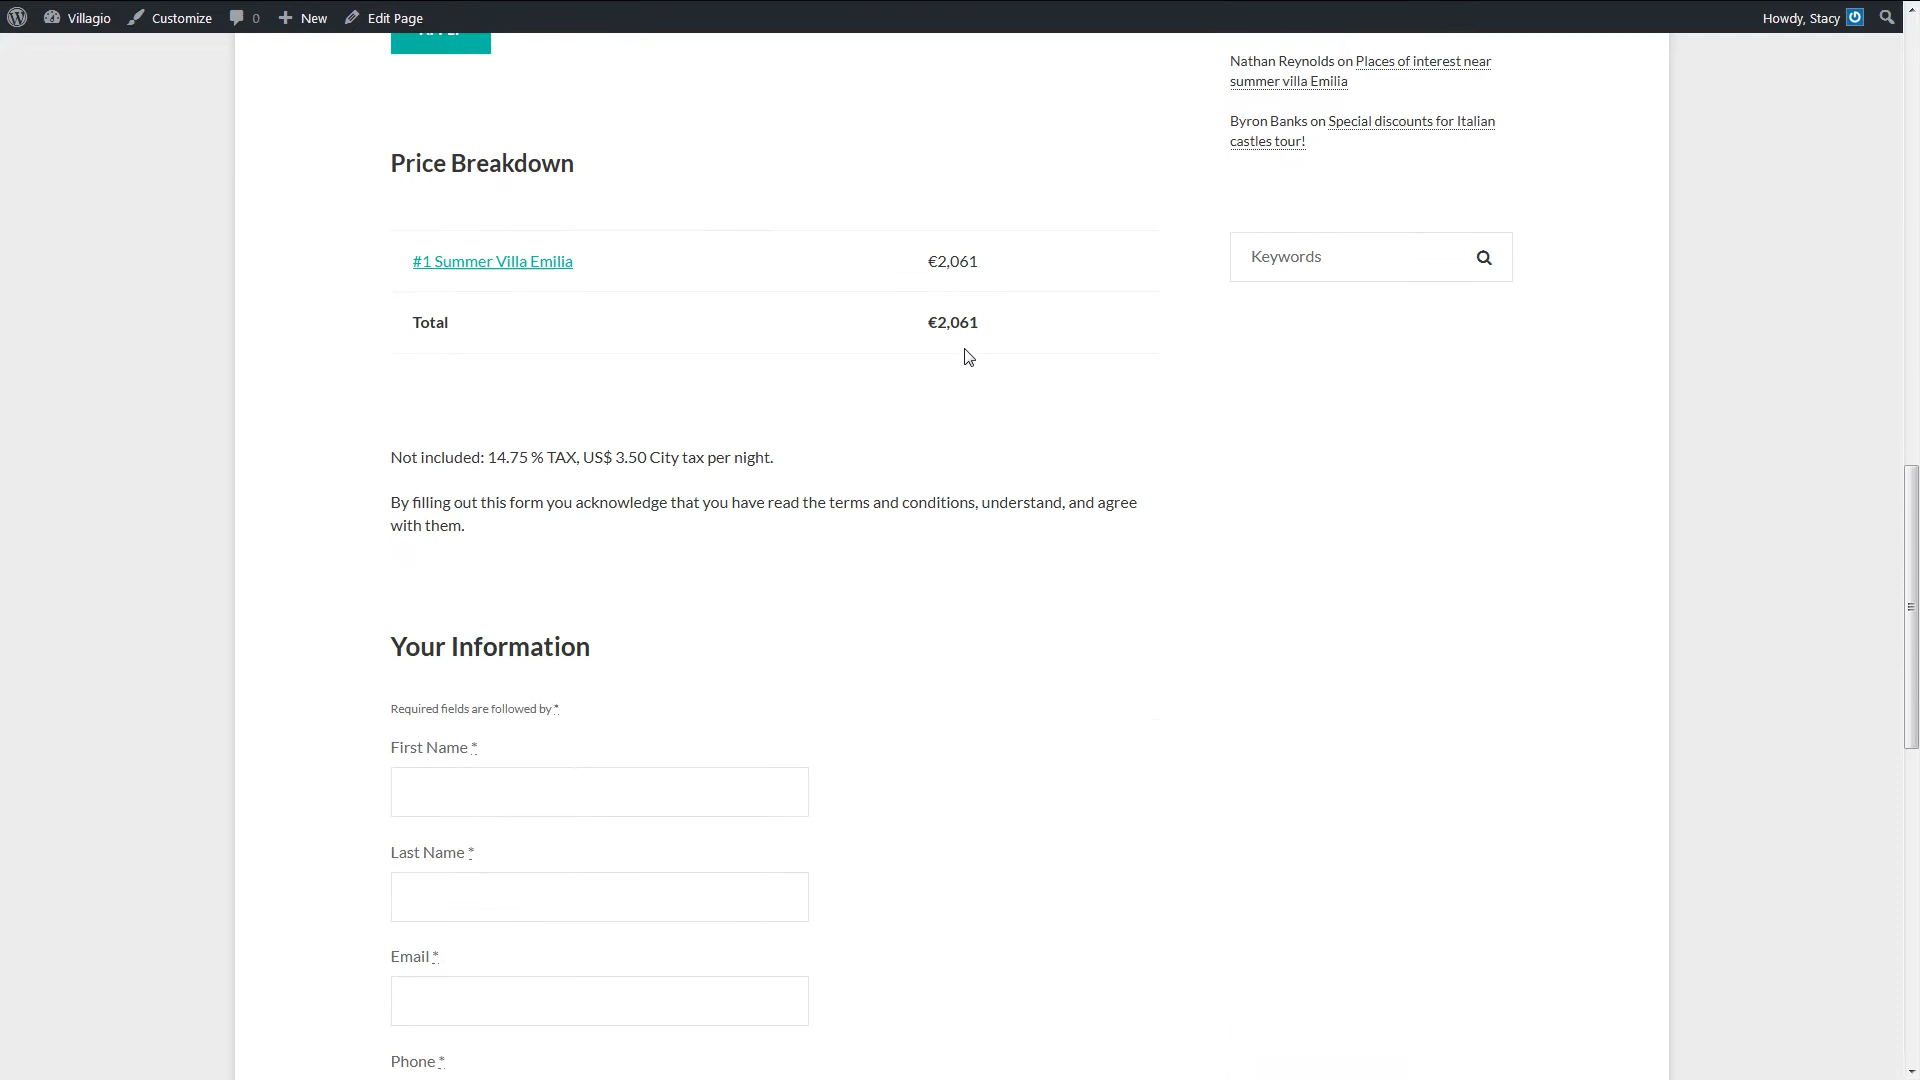 Villagio
Customize
0
New
Edit Page
Howdy, Stacy
Price Breakdown
#1 Summer Villa Emilia €2,061
Total €2,061
Not included: 14.75 % TAX, US$ 3.50 City tax per night.
By filling out this form you acknowledge that you have read the terms and conditions, understand, and agree
with them.
Your Information
Required fields are followed by *
First Name *
Last Name *
Email *
Phone *
Nathan Reynolds on Places of interest near
summer villa Emilia
Byron Banks on Special discounts for Italian
castles tour!
Keywords